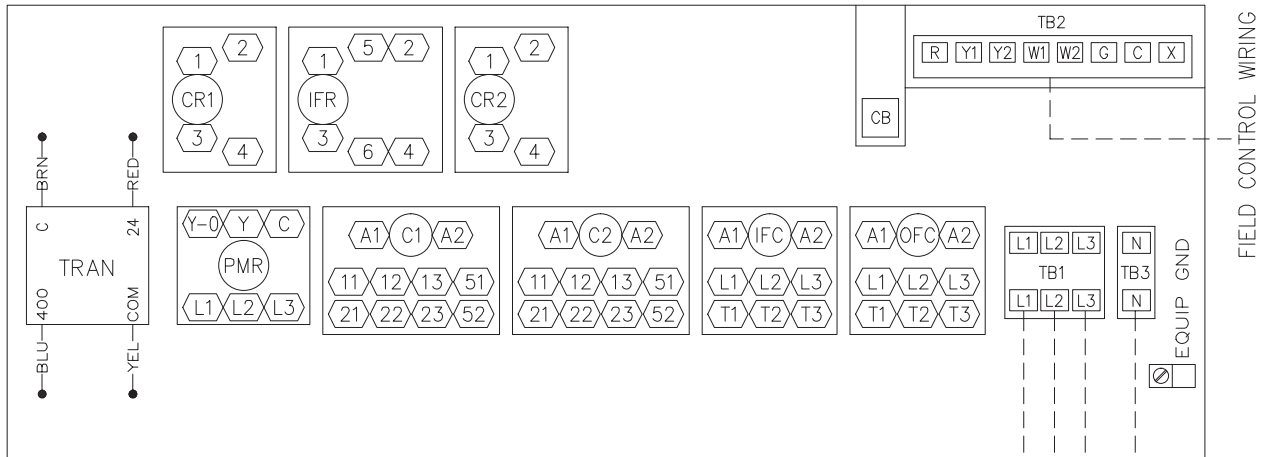 TB2
R Y1 Y2 W1 W2 G C X
FIELD CONTROL WIRING
CB
1 2
CR1
3 4
1 5 2
IFR
3 6 4
1 2
CR2
3 4
BRN RED
C 24
TRAN
400 COM
BLU YEL
Y-O Y C
PMR
L1 L2 L3
A1 C1 A2
11 12 13 51
21 22 23 52
A1 C2 A2
11 12 13 51
21 22 23 52
A1 IFC A2
L1 L2 L3
T1 T2 T3
A1 OFC A2
L1 L2 L3
T1 T2 T3
L1 L2 L3
TB1
L1 L2 L3
N
TB3
N
EQUIP GND